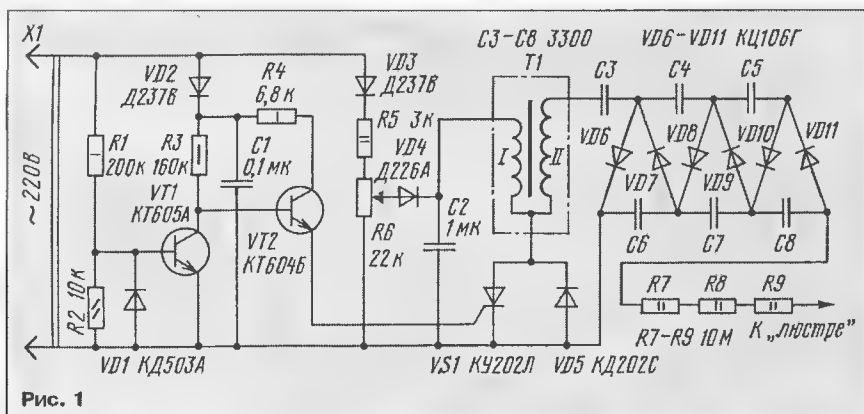 X1
~220В
R1
200к
R2 10к
VD1 КД503А
VD2
Д237В
R3
160к
VT1
КТ605А
R4
6,8к
C1
0,1мк
VT2
КТ604Б
VD3
Д237В
R5 3к
VD4
Д226А
R6
22к
C2
1мк
C3–C8 3300
T1
I
II
VS1 КУ202Л
VD5 КД202С
VD6–VD11 КЦ106Г
C3
C4
C5
VD6
VD7
VD8
VD9
VD10
VD11
C6
C7
C8
R7
R8
R9
R7–R9 10М
К „люстре"
Рис. 1